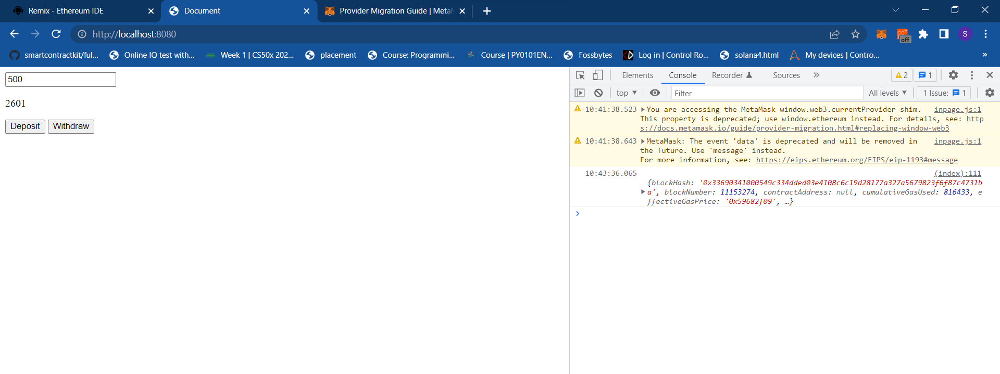 Remix - Ethereum IDE
Document
Provider Migration Guide | Meta
http://localhost:8080
S
off
smartcontractkit/ful...
Online IQ test with...
Week 1 | CS50x 202...
placement
Course: Programmi...
Course | PY0101EN...
Fossbytes
Log in | Control Ro...
solana4.html
My devices | Contro...
»
500
2601
Deposit Withdraw
Elements Console Recorder Sources » 2 1
top Filter All levels 1 Issue: 1
10:41:38.523 You are accessing the MetaMask window.web3.currentProvider shim. inpage.js:1
This property is deprecated; use window.ethereum instead. For details, see: http
s://docs.metamask.io/guide/provider-migration.html#replacing-window-web3
10:41:38.643 MetaMask: The event 'data' is deprecated and will be removed in inpage.js:1
the future. Use 'message' instead.
For more information, see: https://eips.ethereum.org/EIPS/eip-1193#message
10:43:36.065 (index):111
{blockHash: '0x33690341000549c334dded03e4108c6c19d28177a327a5679823f6f87c4731b
a', blockNumber: 11153274, contractAddress: null, cumulativeGasUsed: 816433, e
ffectiveGasPrice: '0x59682f09', …}